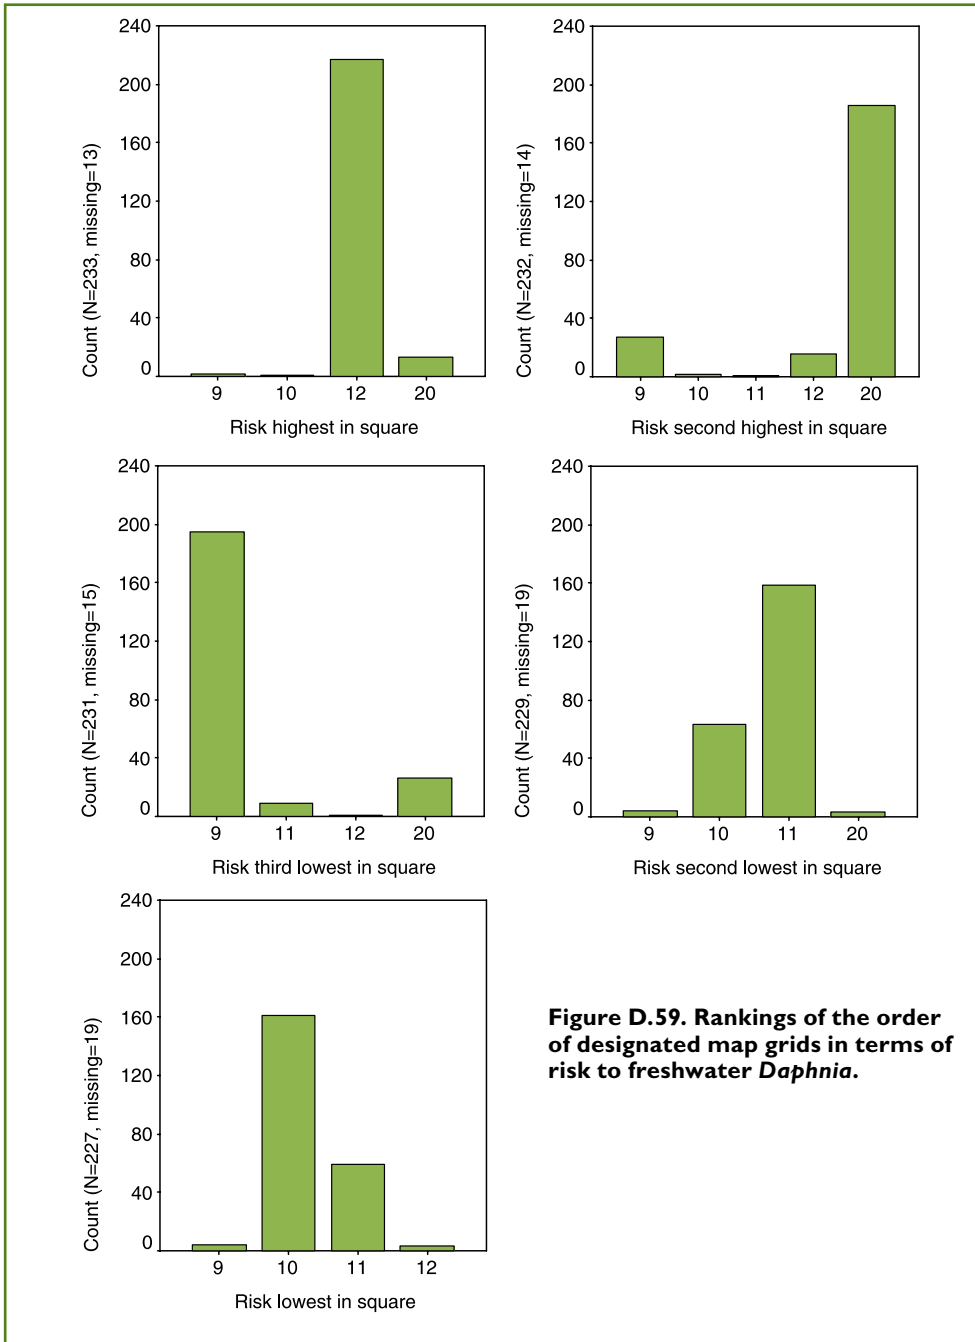 240
200
160
120
80
40
0
Count (N=233, missing=13)
9 10 12 20
Risk highest in square
240
200
160
120
80
40
0
Count (N=232, missing=14)
9 10 11 12 20
Risk second highest in square
240
200
160
120
80
40
0
Count (N=231, missing=15)
9 11 12 20
Risk third lowest in square
240
200
160
120
80
40
0
Count (N=229, missing=19)
9 10 11 20
Risk second lowest in square
240
200
160
120
80
40
0
Count (N=227, missing=19)
9 10 11 12
Risk lowest in square
Figure D.59. Rankings of the order
of designated map grids in terms of
risk to freshwater Daphnia.